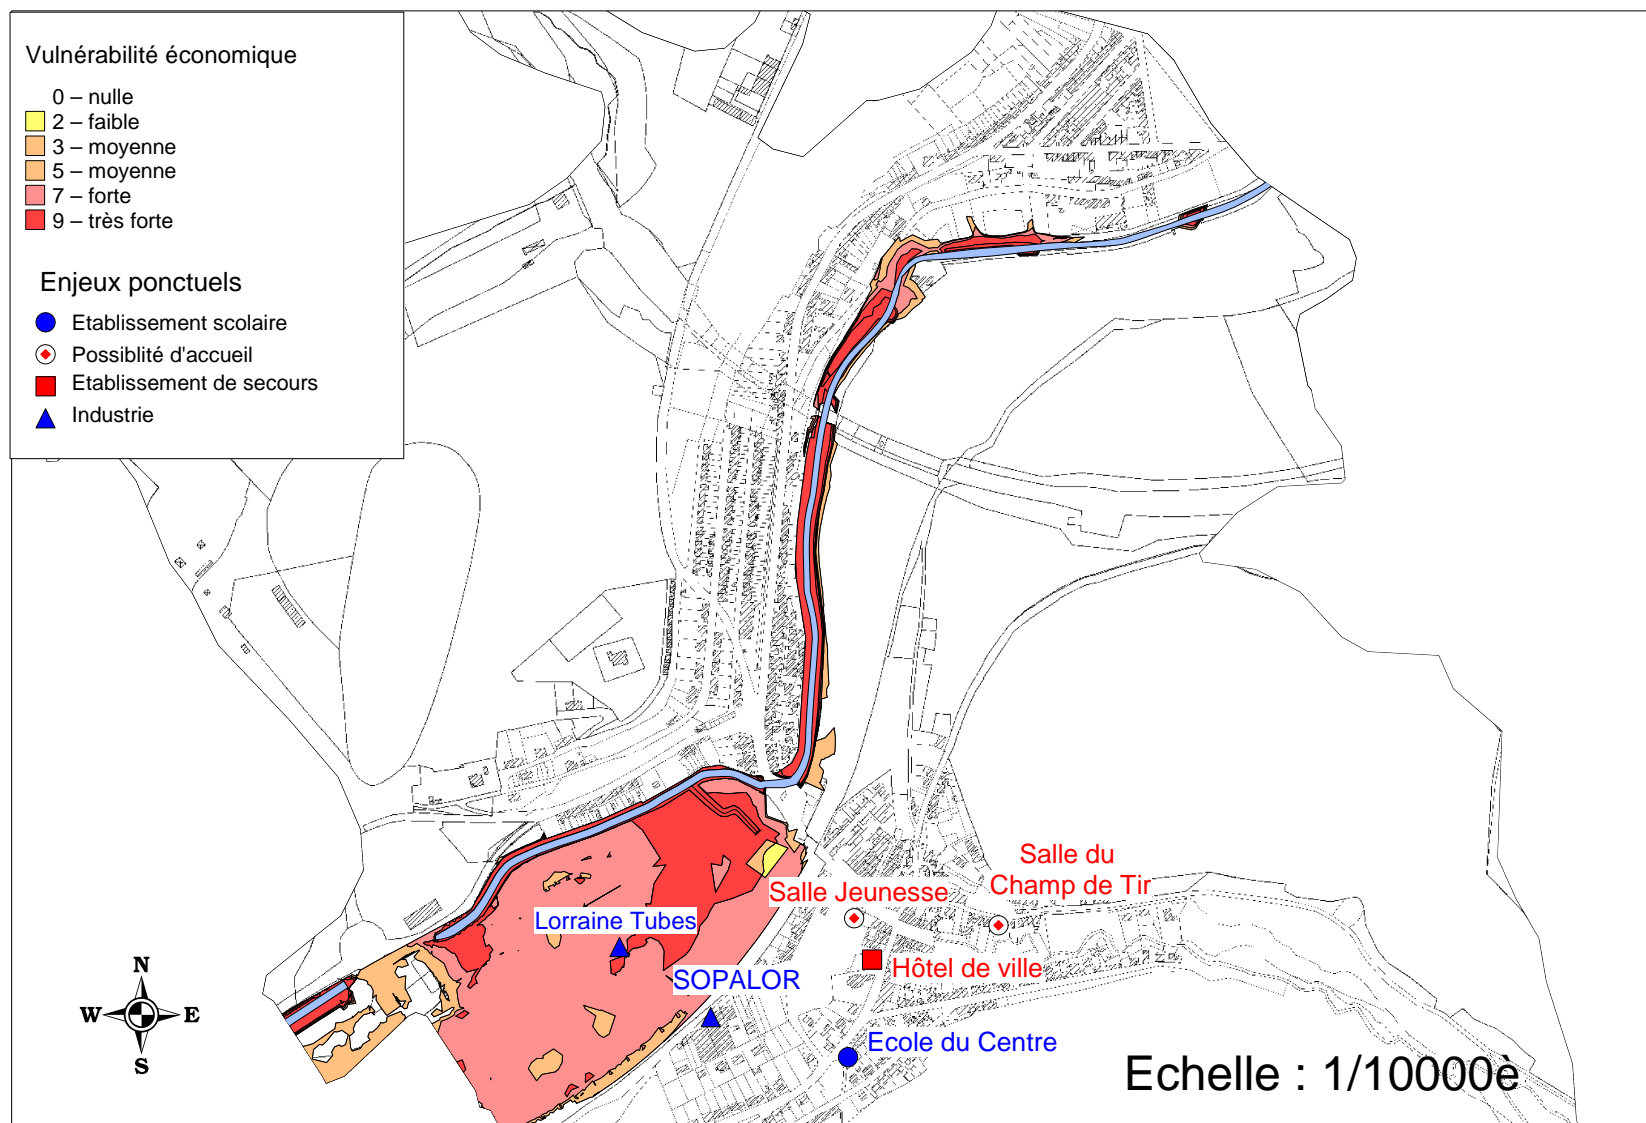 Vulnérabilité économique
0 – nulle
2 – faible
3 – moyenne
5 – moyenne
7 – forte
9 – très forte
Enjeux ponctuels
Etablissement scolaire
Possiblité d'accueil
Etablissement de secours
Industrie
Salle du
Champ de Tir
Salle Jeunesse
Lorraine Tubes
Hôtel de ville
SOPALOR
Ecole du Centre
N
W E
S
Echelle : 1/10000è